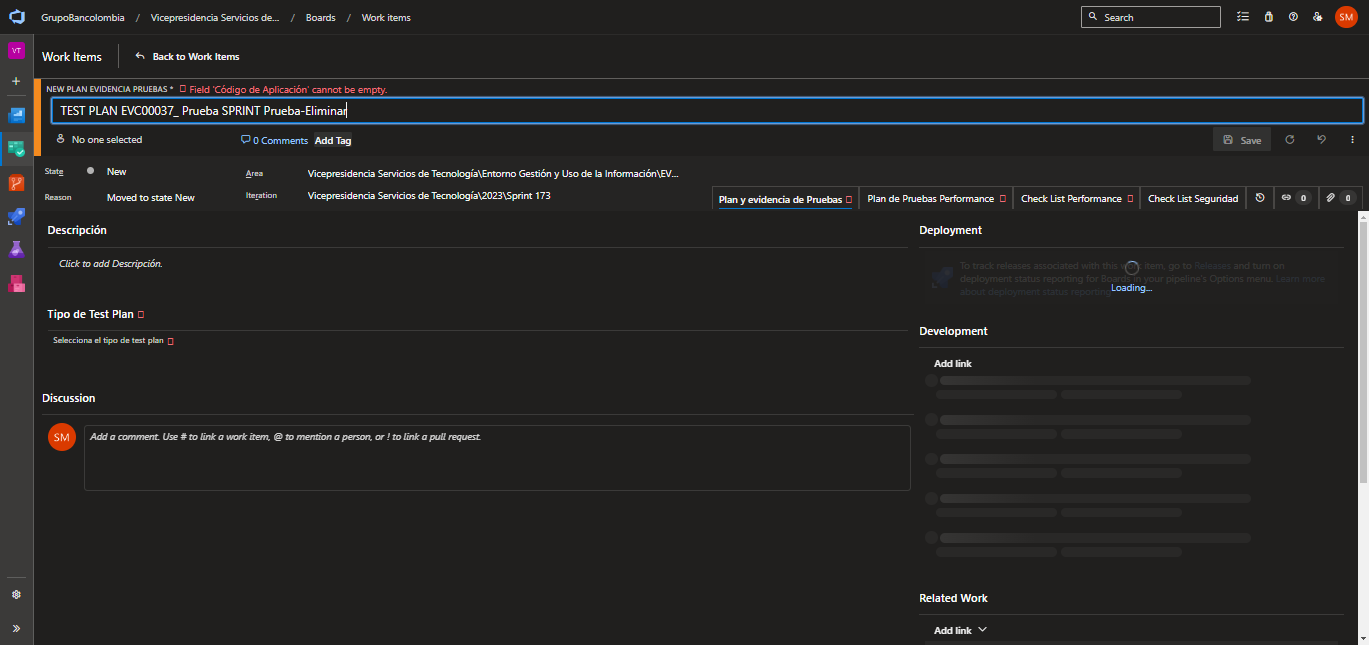 GrupoBancolombia / Vicepresidencia Servicios de... / Boards / Work items
Search
SM
VT
Work Items
Back to Work Items
NEW PLAN EVIDENCIA PRUEBAS * Field 'Código de Aplicación' cannot be empty.
TEST PLAN EVC00037_ Prueba SPRINT Prueba-Eliminar
No one selected
0 Comments
Add Tag
Save
State
New
Area
Vicepresidencia Servicios de Tecnología\Entorno Gestión y Uso de la Información\EV...
Reason
Moved to state New
Iteration
Vicepresidencia Servicios de Tecnología\2023\Sprint 173
Plan y evidencia de Pruebas
Plan de Pruebas Performance
Check List Performance
Check List Seguridad
0
0
Descripción
Click to add Descripción.
Tipo de Test Plan
Selecciona el tipo de test plan
Discussion
SM
Add a comment. Use # to link a work item, @ to mention a person, or ! to link a pull request.
Deployment
To track releases associated with this work item, go to Releases and turn on
deployment status reporting for Boards in your pipeline's Options menu. Learn more
about deployment status reporting
Loading...
Development
Add link
Related Work
Add link